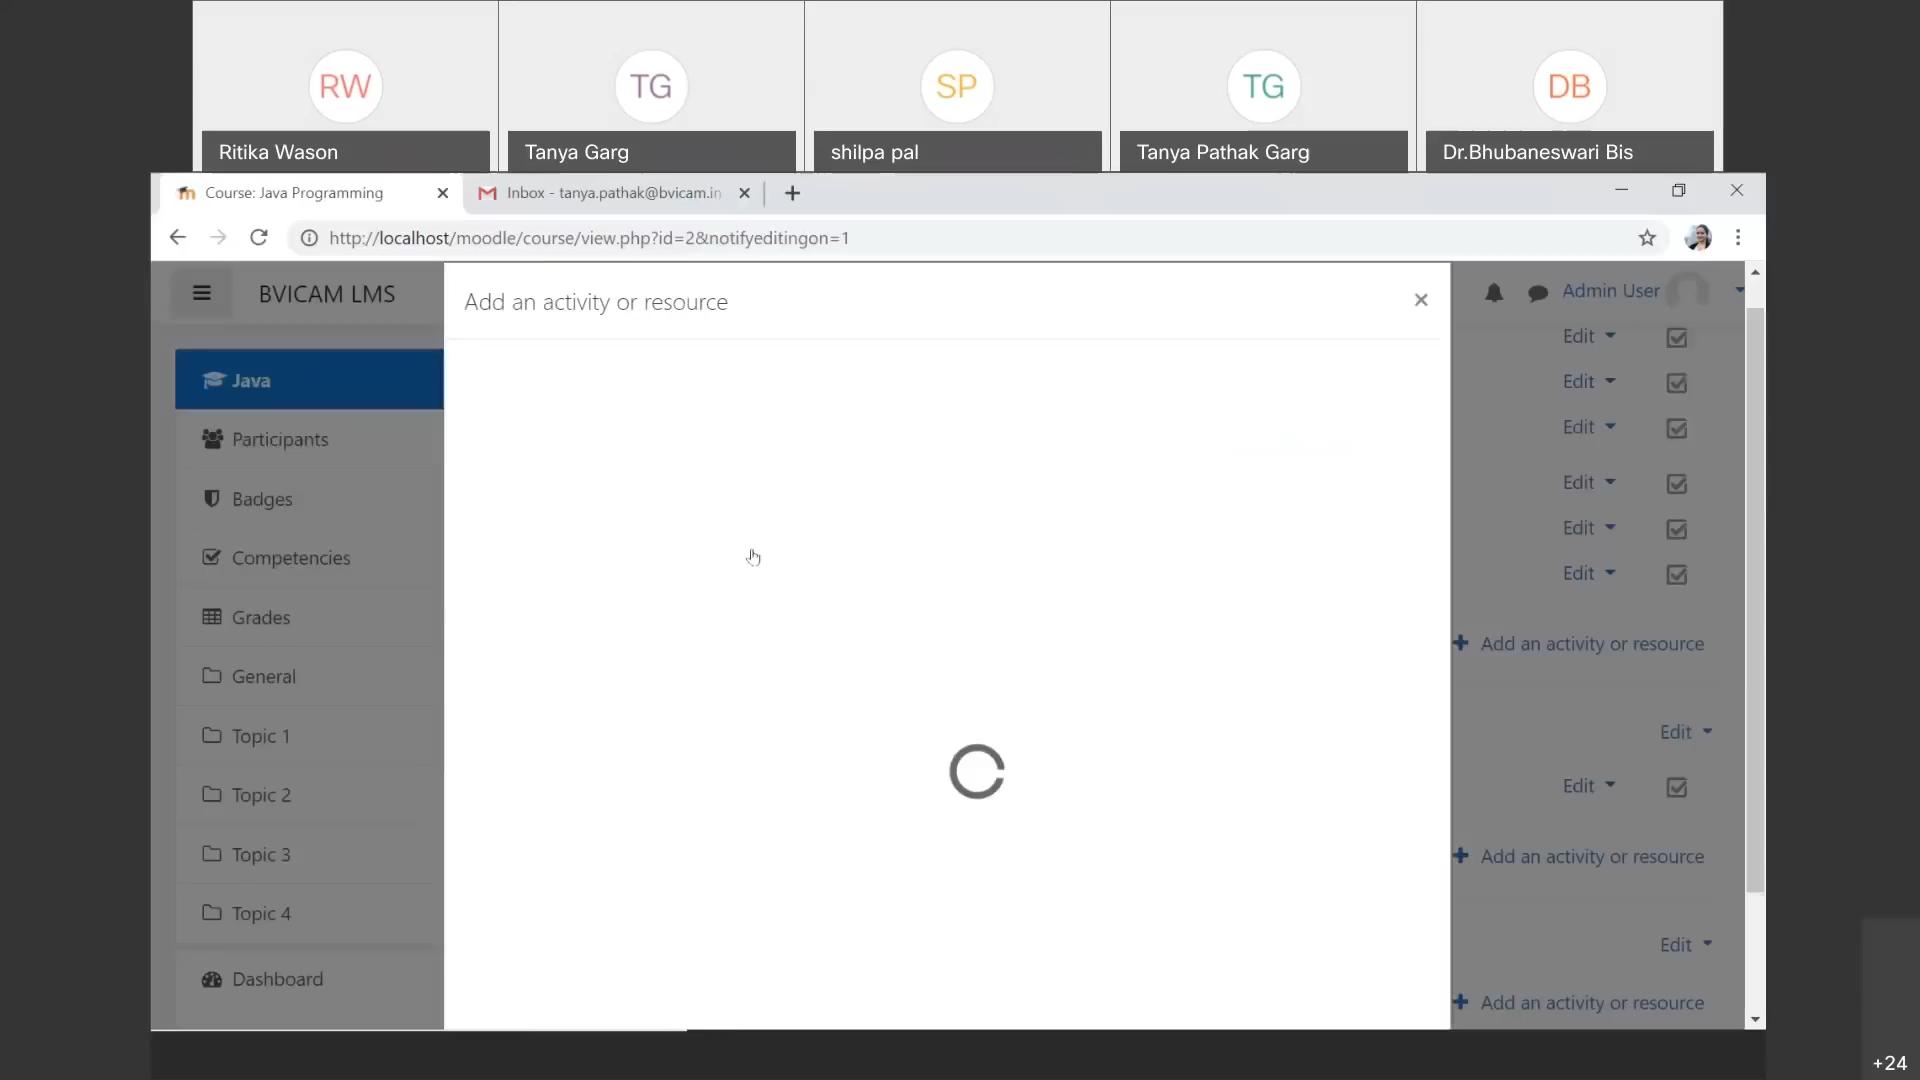 RW
TG
SP
TG
DB
Ritika Wason
Tanya Garg
shilpa pal
Tanya Pathak Garg
Dr.Bhubaneswari Bis
Course: Java Programming
Inbox - tanya.pathak@bvicam.in
http://localhost/moodle/course/view.php?id=2&notifyeditingon=1
BVICAM LMS
Add an activity or resource
Admin User
Java
Participants
Badges
Competencies
Grades
General
Topic 1
Topic 2
Topic 3
Topic 4
Dashboard
Edit
Edit
Edit
Edit
Edit
Edit
Add an activity or resource
Edit
Edit
Add an activity or resource
Edit
Add an activity or resource
+24